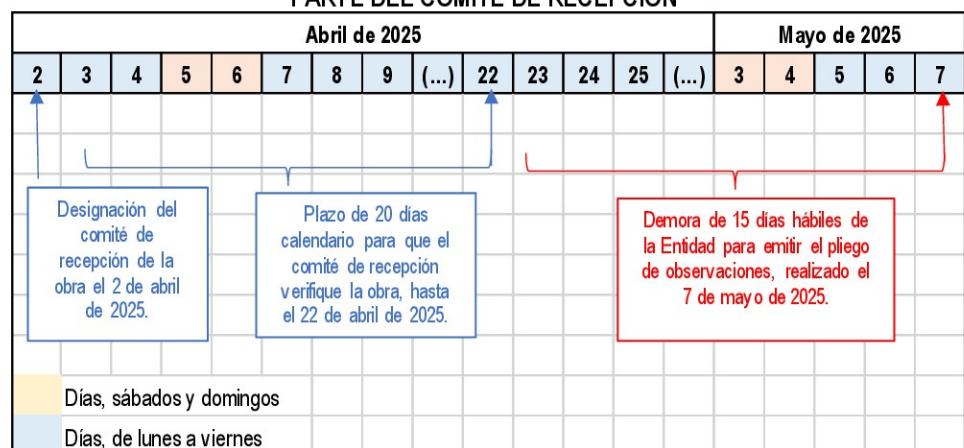 PARTE DEL COMITÉ DE RECEPCIÓN
Abril de 2025 Mayo de 2025
2 3 4 5 6 7 8 9 (...) 22 23 24 25 (...) 3 4 5 6 7
Designación del
comité de
recepción de la
obra el 2 de abril
de 2025.
Plazo de 20 días
calendario para que el
comité de recepción
verifique la obra, hasta
el 22 de abril de 2025.
Demora de 15 días hábiles de
la Entidad para emitir el pliego
de observaciones, realizado el
7 de mayo de 2025.
Días, sábados y domingos
Días, de lunes a viernes